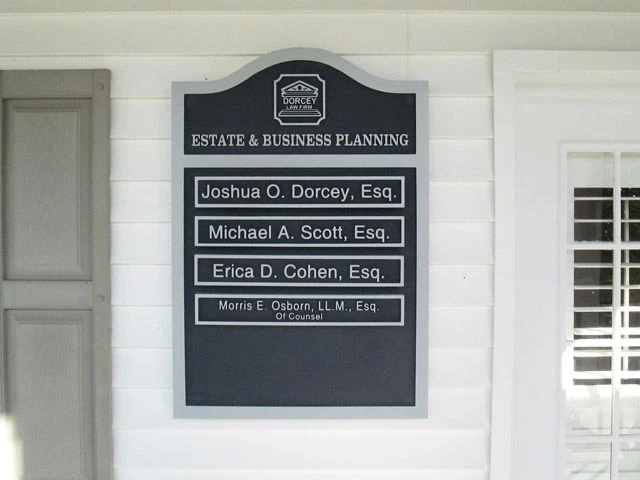 DORCEY
LAW FIRM
ESTATE & BUSINESS PLANNING
Joshua O. Dorcey, Esq.
Michael A. Scott, Esq.
Erica D. Cohen, Esq.
Morris E. Osborn, LL.M., Esq.
Of Counsel